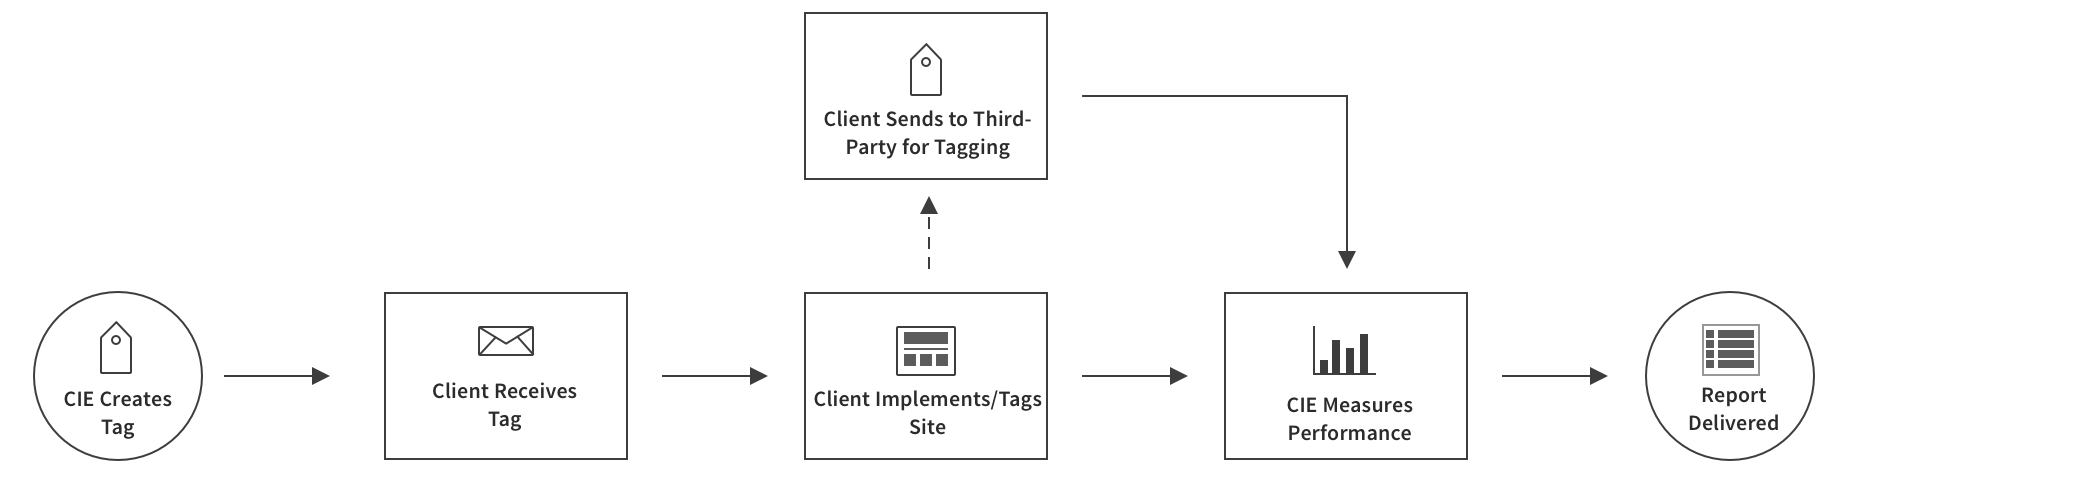 Client Sends to Third-
Party for Tagging
CIE Creates
Tag
Client Receives
Tag
Client Implements/Tags
Site
CIE Measures
Performance
Report
Delivered